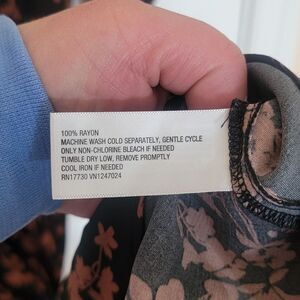 100% RAYON
MACHINE WASH COLD SEPARATELY, GENTLE CYCLE
ONLY NON-CHLORINE BLEACH IF NEEDED
TUMBLE DRY LOW, REMOVE PROMPTLY
COOL IRON IF NEEDED
RN17730 VN1247024